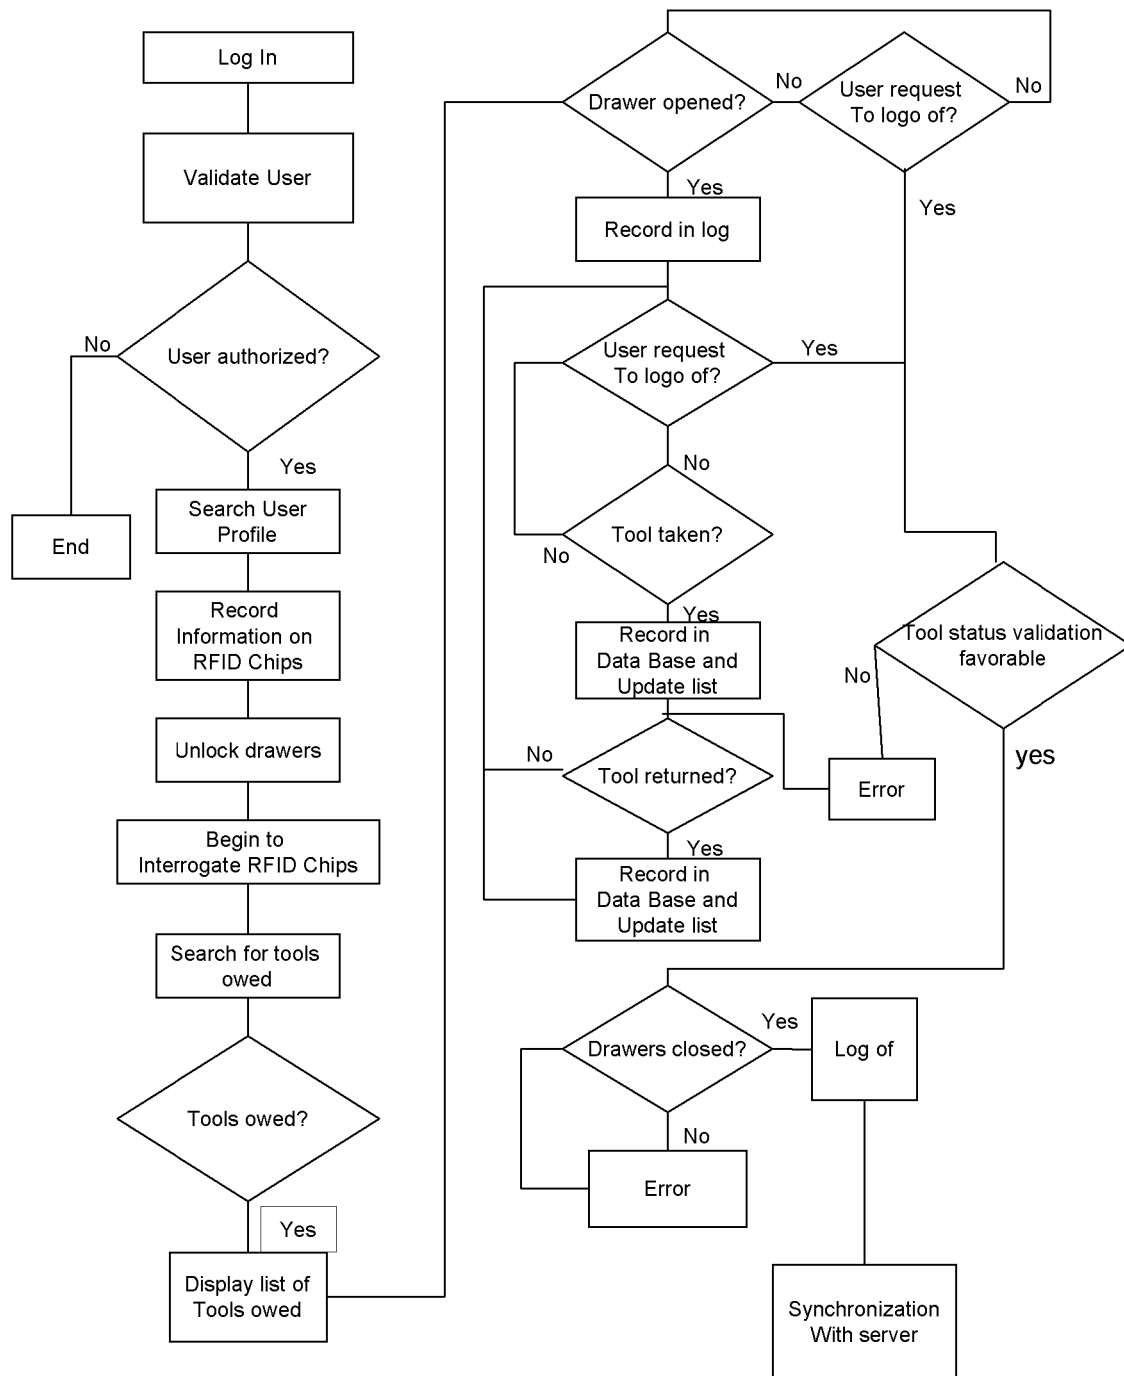 Log In
Validate User
User authorized?
No
Yes
End
Search User
Profile
Record
Information on
RFID Chips
Unlock drawers
Begin to
Interrogate RFID Chips
Search for tools
owed
Tools owed?
Yes
Display list of
Tools owed
Drawer opened?
No
User request
To logo of?
No
Yes
Yes
Record in log
User request
To logo of?
Yes
No
Tool taken?
No
Yes
Record in
Data Base and
Update list
Tool returned?
No
Yes
Record in
Data Base and
Update list
Tool status validation
favorable
No
Error
yes
Drawers closed?
Yes
Log of
No
Error
Synchronization
With server